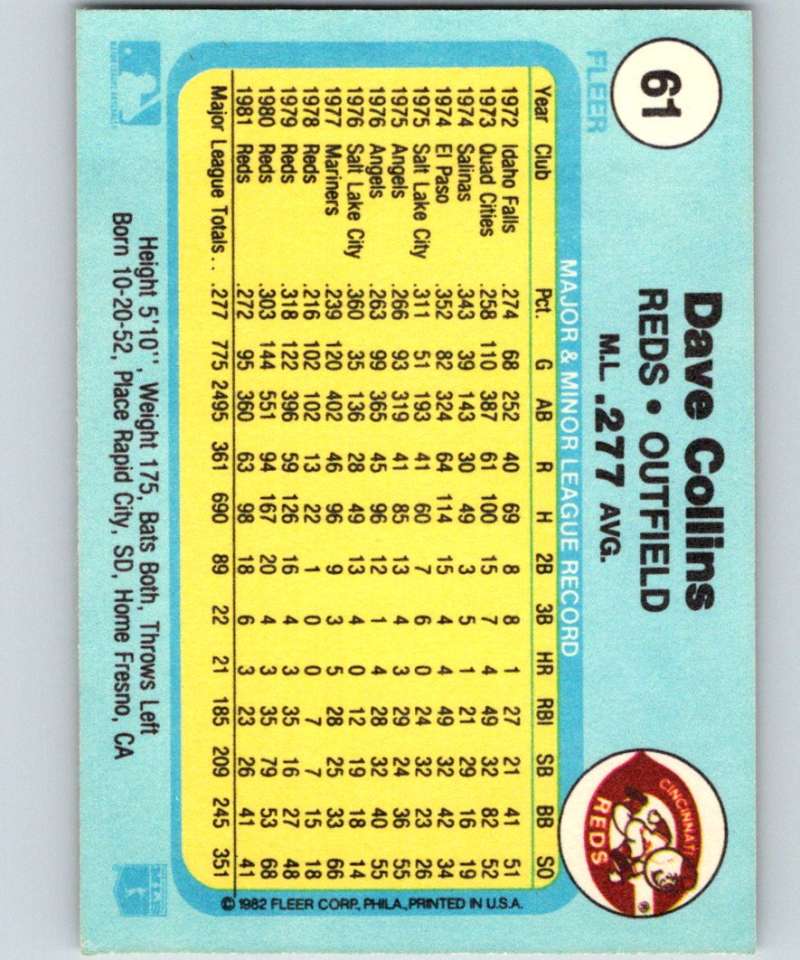 61
FLEER
Dave Collins
REDS • OUTFIELD
M.L. .277 AVG.
CINCINNATI
REDS
®
MAJOR & MINOR LEAGUE RECORD
Year Club Pct. G AB R H 2B 3B HR RBI SB BB SO
1972 Idaho Falls .274 68 252 40 69 8 8 1 27 21 41 51
1973 Quad Cities .258 110 387 61 100 15 7 4 49 32 82 52
1974 Salinas .343 39 143 30 49 3 5 1 21 29 16 19
1974 El Paso .352 82 324 64 114 15 4 4 49 32 42 34
1975 Salt Lake City .311 51 193 41 60 7 6 0 24 32 23 26
1975 Angels .266 93 319 41 85 13 4 3 29 24 36 55
1976 Angels .263 99 365 45 96 12 1 4 28 32 40 55
1976 Salt Lake City .360 35 136 28 49 13 4 0 12 19 18 14
1977 Mariners .239 120 402 46 96 9 3 5 28 25 33 66
1978 Reds .216 102 102 13 22 1 0 0 7 7 15 18
1979 Reds .318 122 396 59 126 16 4 3 35 16 27 48
1980 Reds .303 144 551 94 167 20 4 3 35 79 53 68
1981 Reds .272 95 360 63 98 18 6 3 23 26 41 41
Major League Totals . . .277 775 2495 361 690 89 22 21 185 209 245 351
Height 5'10", Weight 175, Bats Both, Throws Left
Born 10-20-52, Place Rapid City, SD, Home Fresno, CA
© 1982 FLEER CORP., PHILA., PRINTED IN U.S.A.